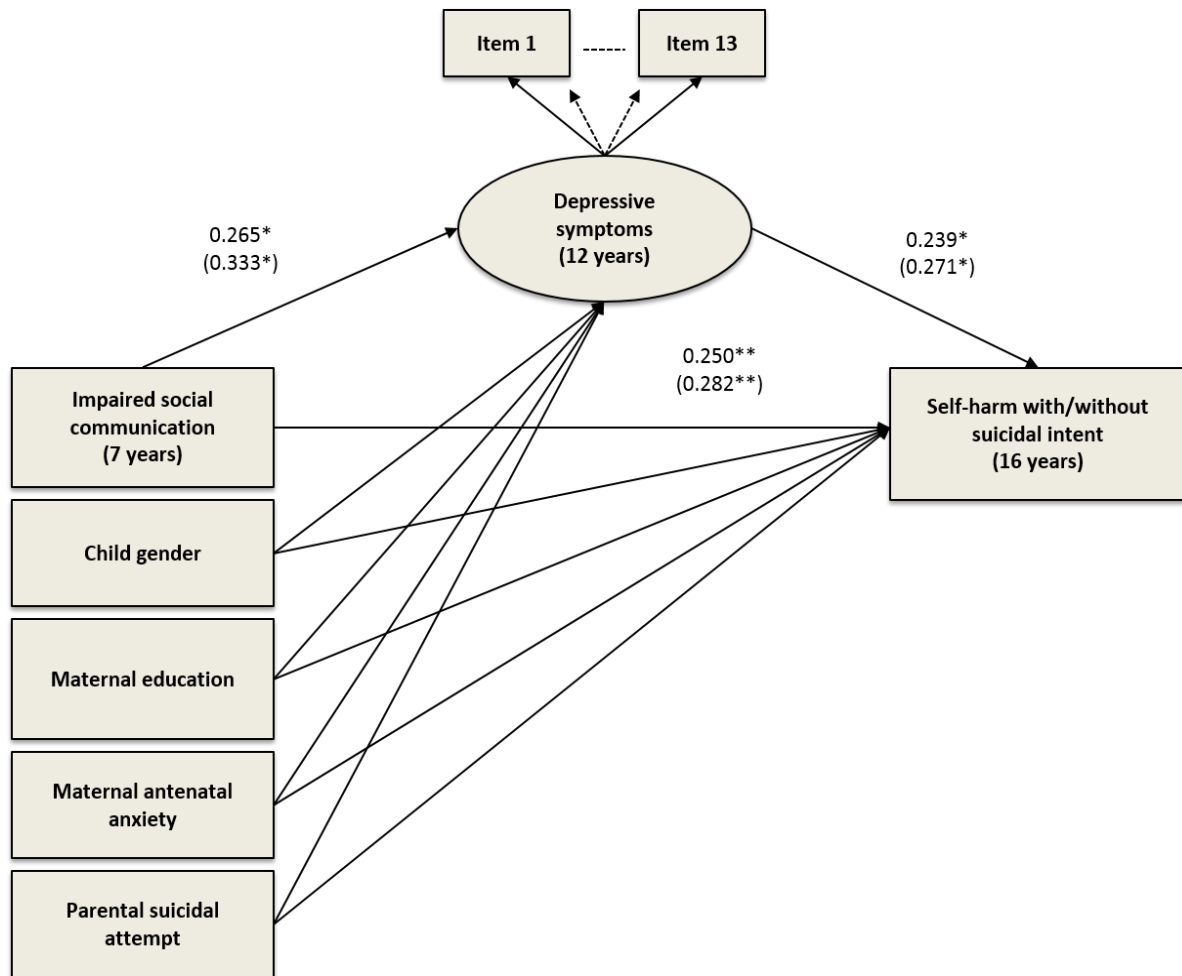 Item 1
Item 13
Depressive
symptoms
(12 years)
0.265*
(0.333*)
0.239*
(0.271*)
0.250**
(0.282**)
Impaired social
communication
(7 years)
Self-harm with/without
suicidal intent
(16 years)
Child gender
Maternal education
Maternal antenatal
anxiety
Parental suicidal
attempt